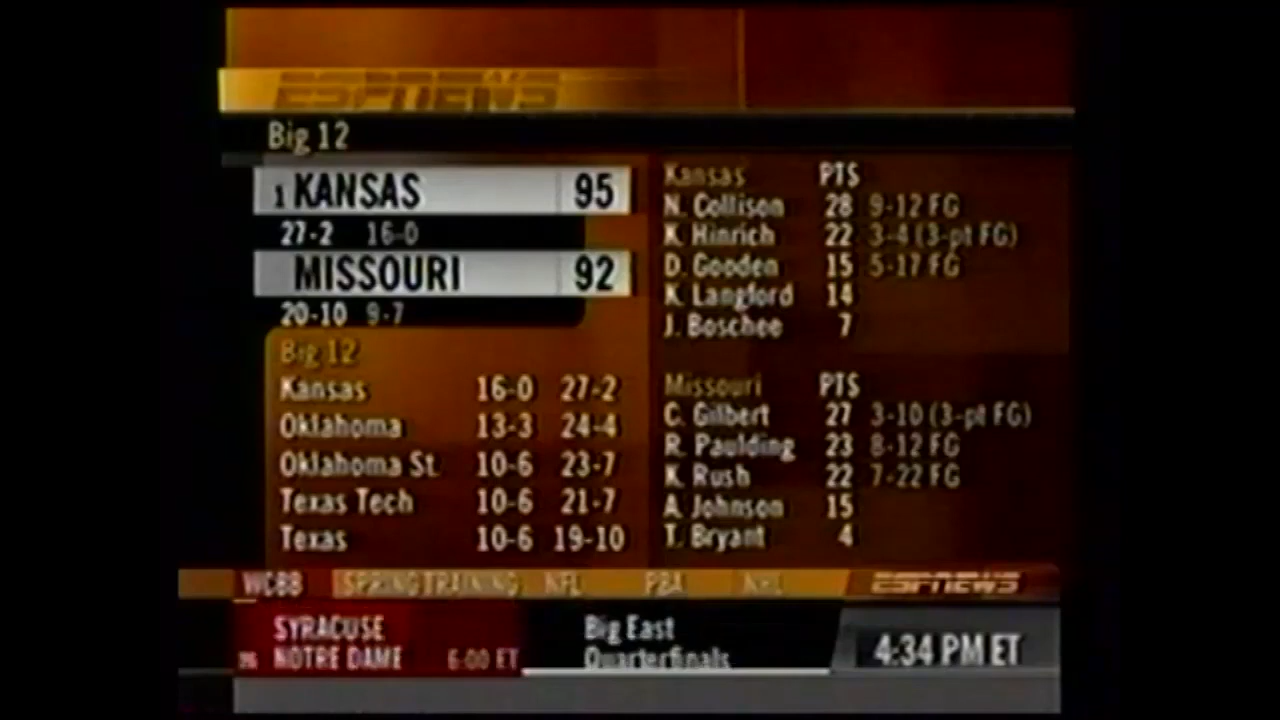 ESPNEWS
Big 12
1 KANSAS 95
27-2 16-0
MISSOURI 92
20-10 9-7
Big 12
Kansas 16-0 27-2
Oklahoma 13-3 24-4
Oklahoma St. 10-6 23-7
Texas Tech 10-6 21-7
Texas 10-6 19-10
Kansas PTS
N. Collison 28 9-12 FG
K. Hinrich 22 3-4 (3-pt FG)
D. Gooden 15 5-17 FG
K. Langford 14
J. Boschee 7
Missouri PTS
C. Gilbert 27 3-10 (3-pt FG)
R. Paulding 23 8-12 FG
K. Rush 22 7-22 FG
A. Johnson 15
T. Bryant 4
WCBB SPRING TRAINING NFL PBA NHL ESPNEWS
SYRACUSE
NOTRE DAME 6:00 ET
Big East
Quarterfinals
4:34 PM ET